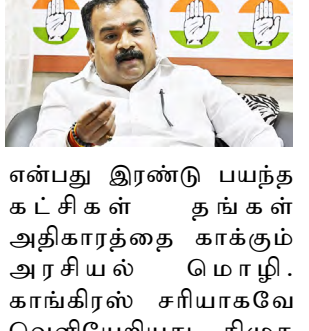 என்பது இரண்டு பயந்த
கட்சிகள் தங்கள்
அதிகாரத்தை காக்கும்
அரசியல் மொழி.
காங்கிரஸ் சரியாகவே